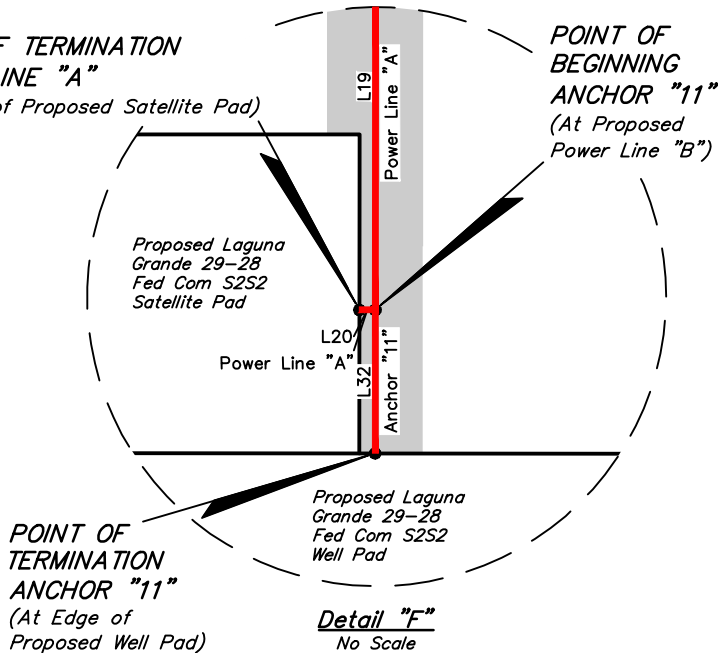 F TERMINATION
INE "A"
of Proposed Satellite Pad)
POINT OF
BEGINNING
ANCHOR "11"
(At Proposed
Power Line "B")
L19
Power Line "A"
Proposed Laguna
Grande 29-28
Fed Com S2S2
Satellite Pad
L20
Power Line "A"
L32
Anchor "11"
Proposed Laguna
Grande 29-28
Fed Com S2S2
Well Pad
POINT OF
TERMINATION
ANCHOR "11"
(At Edge of
Proposed Well Pad)
Detail "F"
No Scale